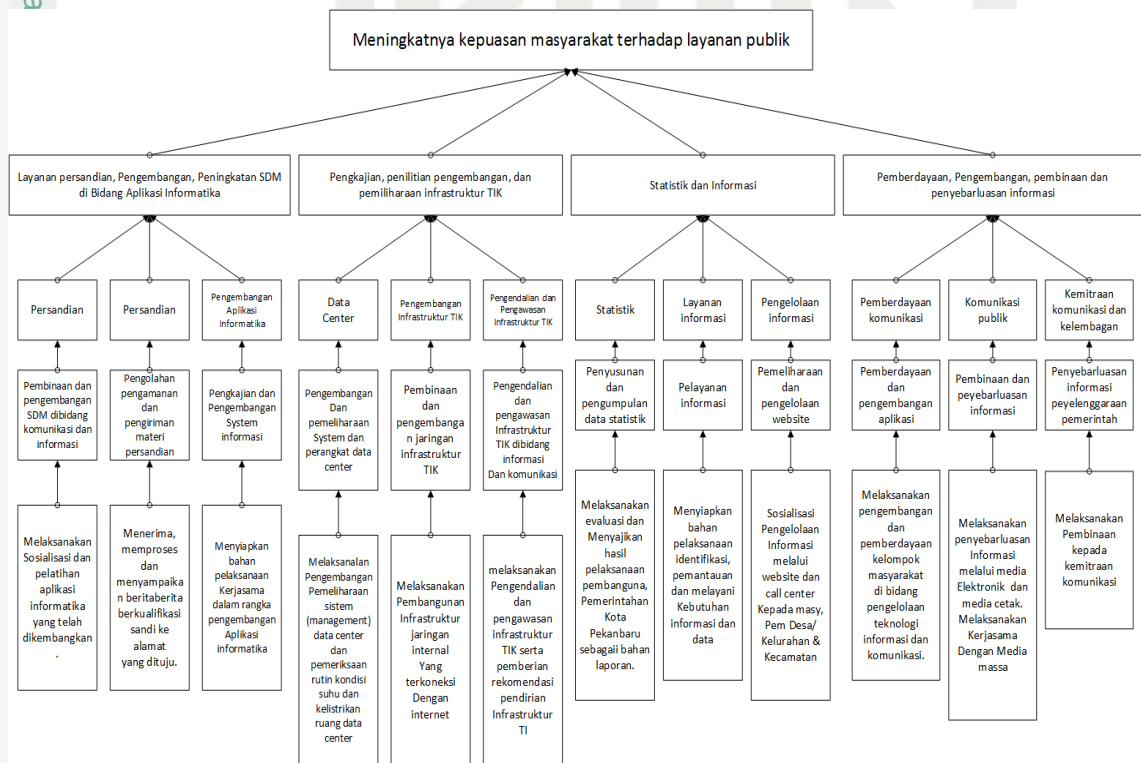 Meningkatnya kepuasan masyarakat terhadap layanan publik
Layanan persandian, Pengembangan, Peningkatan SDM
di Bidang Aplikasi Informatika
Pengkajian, penilitian pengembangan, dan
pemiliharaan infrastruktur TIK
Statistik dan Informasi
Pemberdayaan, Pengembangan, pembinaan dan
penyebarluasan informasi
Persandian
Persandian
Pengembangan
Aplikasi
Informatika
Data
Center
Pengembangan
Infrastruktur TIK
Pengendalian dan
Pengawasan
Infrastruktur TIK
Statistik
Layanan
informasi
Pengelolaan
informasi
Pemberdayaan
komunikasi
Komunikasi
publik
Kemitraan
komunikasi dan
kelembagan
Pembinaan dan
pengembangan
SDM dibidang
komunikasi dan
informasi
Pengolahan
pengamanan
dan
pengiriman
materi
persandian
Pengkajian dan
Pengembangan
System
informasi
Pengembangan
Dan
pemeliharaan
System dan
perangkat data
center
Pembinaan
dan
pengembanga
n jaringan
infrastruktur
TIK
Pengendalian
dan
pengawasan
Infrastruktur
TIK dibidang
informasi
Dan komunikasi
Penyusunan
dan
pengumpulan
data statistik
Pelayanan
informasi
Pemeliharaan
dan
pengelolaan
website
Pemberdayaan
dan
pengembangan
aplikasi
Pembinaan dan
peyebarluasan
informasi
Penyebarluasan
informasi
peyelenggaraan
pemerintah
Melaksanakan
Sosialisasi dan
pelatihan
aplikasi
informatika
yang telah
dikembangkan
.
Menerima,
memproses
dan
menyampaika
n beritaberita
berkualifikasi
sandi ke
alamat
yang dituju.
Menyiapkan
bahan
pelaksanaan
Kerjasama
dalam rangka
pengembangan
Aplikasi
informatika
Melaksanalan
Pengembangan
Pemeliharaan
sistem
(management)
data center
dan
pemeriksaan
rutin kondisi
suhu dan
kelistrikan
ruang data
center
Melaksanakan
Pembangunan
Infrastruktur
jaringan
internal
Yang
terkoneksi
Dengan
internet
melaksanakan
Pengendalian
dan
pengawasan
infrastruktur
TIK serta
pemberian
rekomendasi
pendirian
Infrastruktur
TI
Melaksanakan
evaluasi dan
Menyajikan
hasil
pelaksanaan
pembanguna,
Pemerintahan
Kota
Pekanbaru
sebagaii bahan
laporan.
Menyiapkan
bahan
pelaksanaan
identifikasi,
pemantauan
dan melayani
Kebutuhan
informasi dan
data
Sosialisasi
Pengelolaan
Informasi
melalui
website dan
call center
Kepada masy,
Pem Desa/
Kelurahan &
Kecamatan
Melaksanakan
pengembangan
dan
pemberdayaan
kelompok
masyarakat
di bidang
pengelolaan
teknologi
informasi dan
komunikasi.
Melaksanakan
penyebarluasan
Informasi
melalui media
Elektronik dan
media cetak.
Melaksanakan
Kerjasama
Dengan Media
massa
Melaksanakan
Pembinaan
kepada
kemitraan
komunikasi